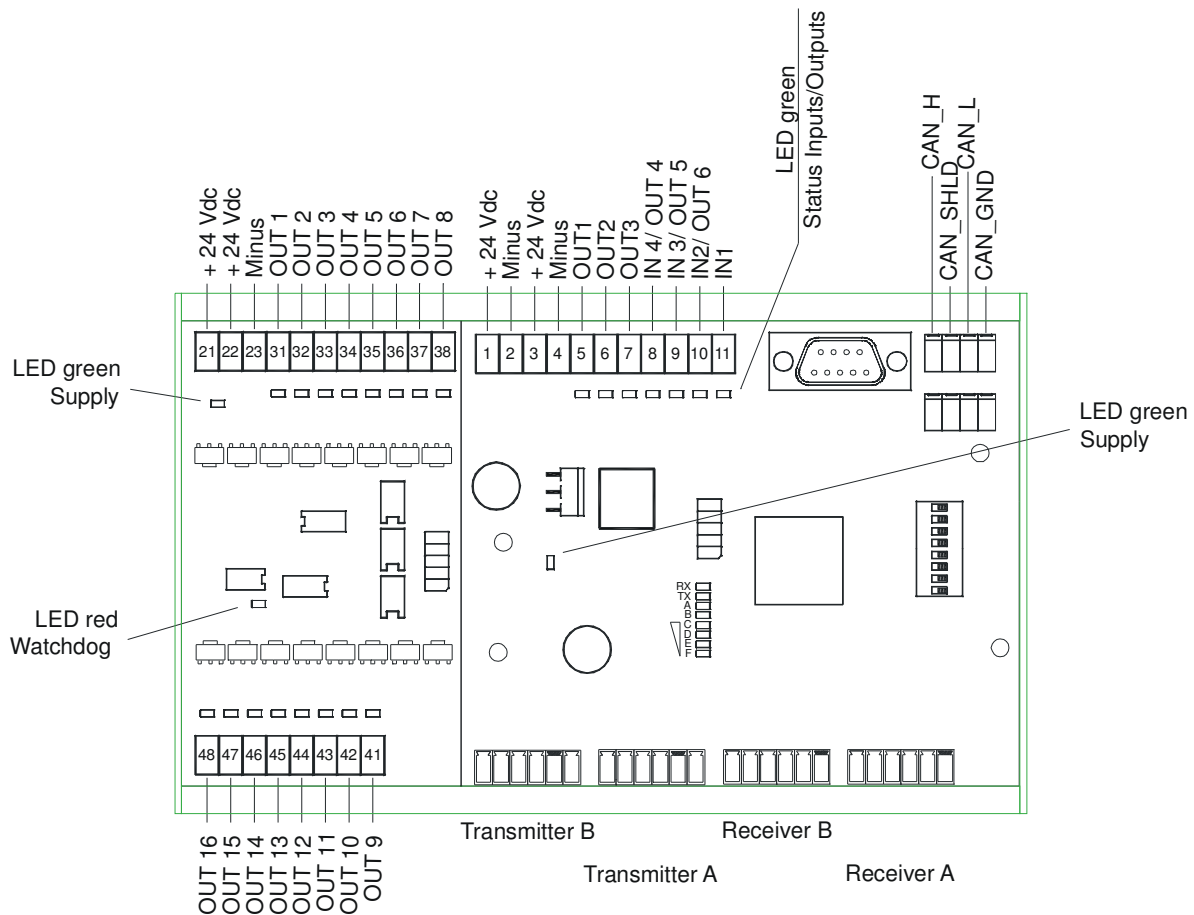 LED green
Status Inputs/Outputs
CAN_H
CAN_SHLD
CAN_L
CAN_GND
+ 24 Vdc
+ 24 Vdc
Minus
OUT 1
OUT 2
OUT 3
OUT 4
OUT 5
OUT 6
OUT 7
OUT 8
+ 24 Vdc
Minus
+ 24 Vdc
Minus
OUT1
OUT2
OUT3
IN 4/ OUT 4
IN 3/ OUT 5
IN2/ OUT 6
IN1
21 22 23 31 32 33 34 35 36 37 38
1 2 3 4 5 6 7 8 9 10 11
LED green
Supply
LED green
Supply
RX
TX
A
B
C
D
E
F
LED red
Watchdog
48 47 46 45 44 43 42 41
OUT 16
OUT 15
OUT 14
OUT 13
OUT 12
OUT 11
OUT 10
OUT 9
Transmitter B
Receiver B
Transmitter A
Receiver A